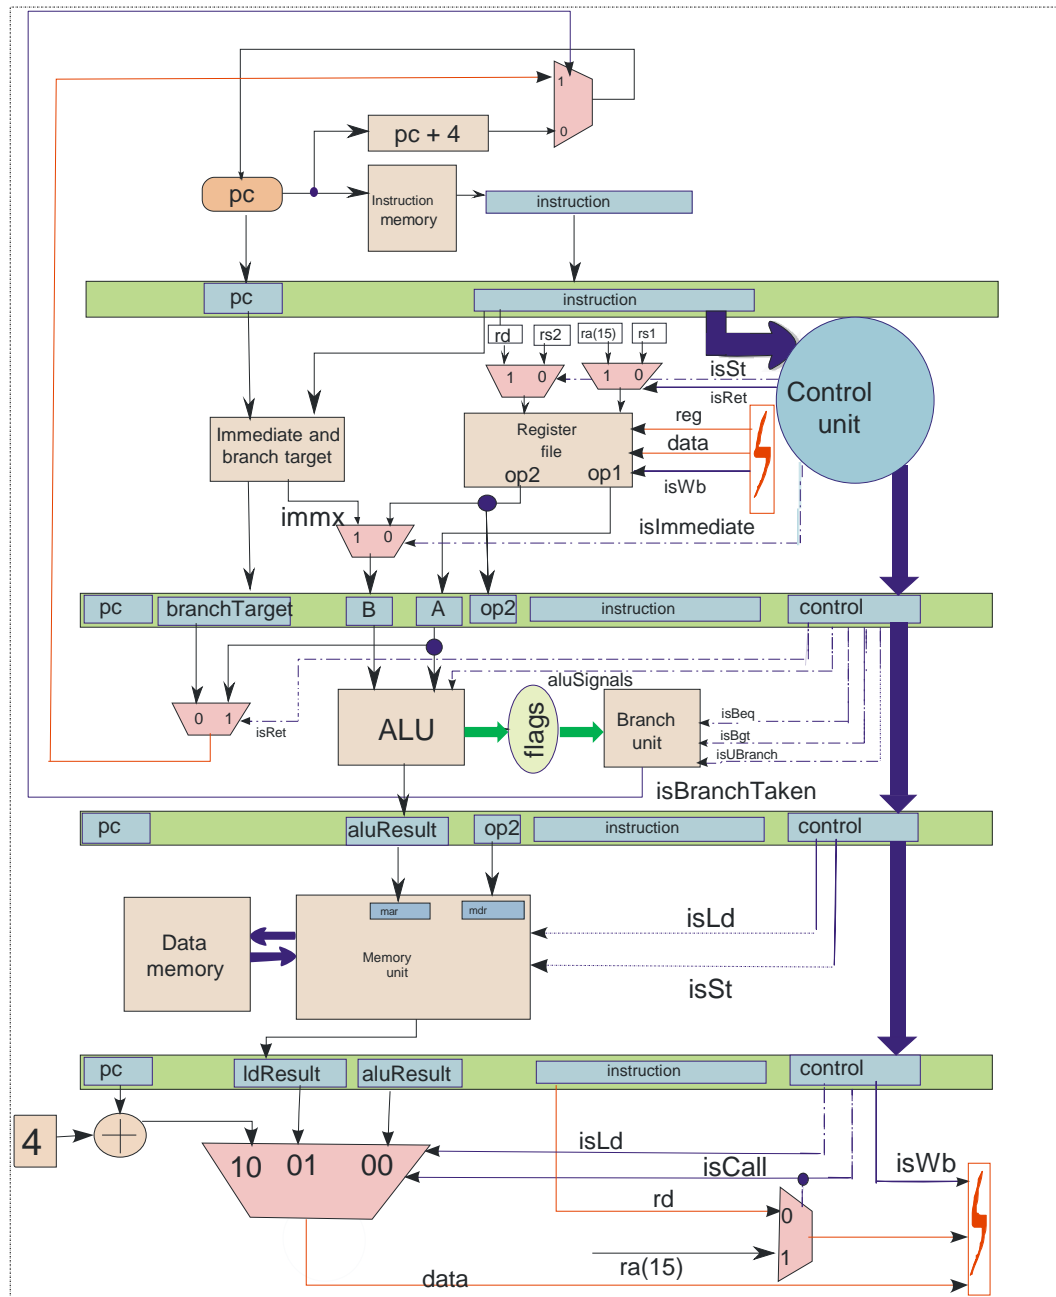 1
0
pc + 4
pc
Instruction
memory
instruction
pc
instruction
rd
rs2
ra(15)
rs1
1 0
1 0
isSt
isRet
Control
unit
Immediate and
branch target
Register
file
op2
op1
reg
data
isWb
immx
1 0
isImmediate
pc
branchTarget
B
A
op2
instruction
control
0 1
isRet
ALU
aluSignals
flags
Branch
unit
isBeq
isBgt
isUBranch
isBranchTaken
pc
aluResult
op2
instruction
control
Data
memory
mar
mdr
Memory
unit
isLd
isSt
pc
ldResult
aluResult
instruction
control
4
10 01 00
isLd
isCall
isWb
rd
0
1
ra(15)
data